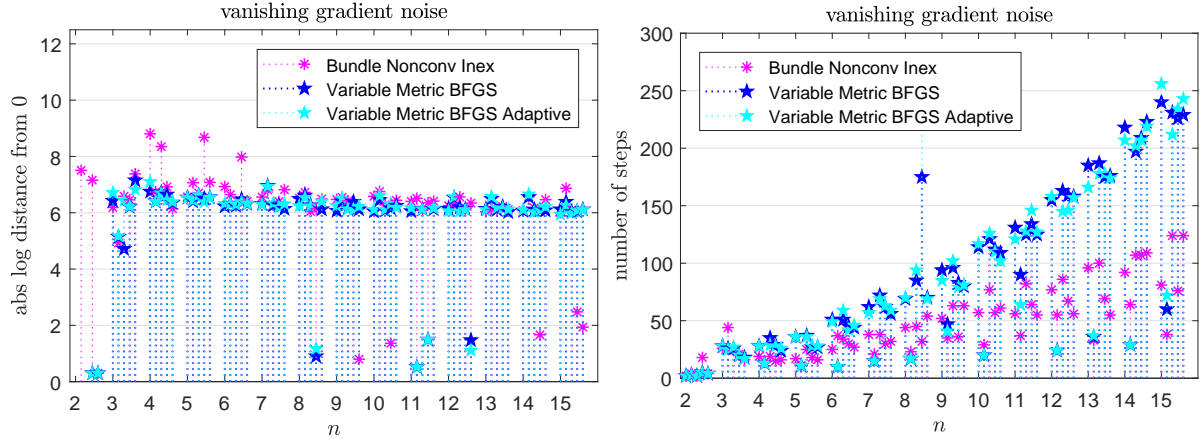 vanishing gradient noise
12
10
8
6
4
2
0
abs log distance from 0
Bundle Nonconv Inex
Variable Metric BFGS
Variable Metric BFGS Adaptive
2 3 4 5 6 7 8 9 10 11 12 13 14 15
n
vanishing gradient noise
300
250
200
150
100
50
0
number of steps
Bundle Nonconv Inex
Variable Metric BFGS
Variable Metric BFGS Adaptive
2 3 4 5 6 7 8 9 10 11 12 13 14 15
n